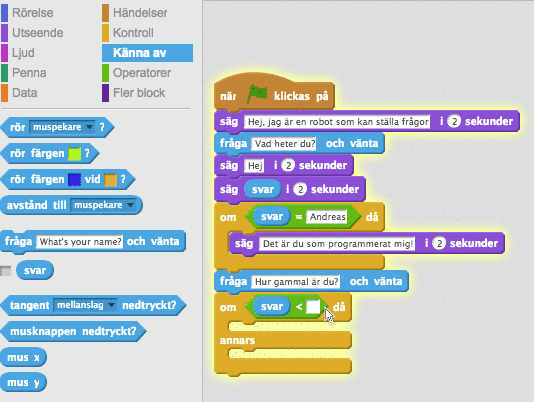 Rörelse Händelser
Utseende Kontroll
Ljud Känna av
Penna Operatorer
Data Fler block
rör muspekare ?
rör färgen ?
rör färgen vid ?
avstånd till muspekare
fråga What's your name? och vänta
svar
tangent mellanslag nedtryckt?
musknappen nedtryckt?
mus x
mus y
när klickas på
säg Hej, jag är en robot som kan ställa frågor i 2 sekunder
fråga Vad heter du? och vänta
säg Hej i 2 sekunder
säg svar i 2 sekunder
om svar = Andreas då
säg Det är du som programmerat mig! i 2 sekunder
fråga Hur gammal är du? och vänta
om svar < då
annars